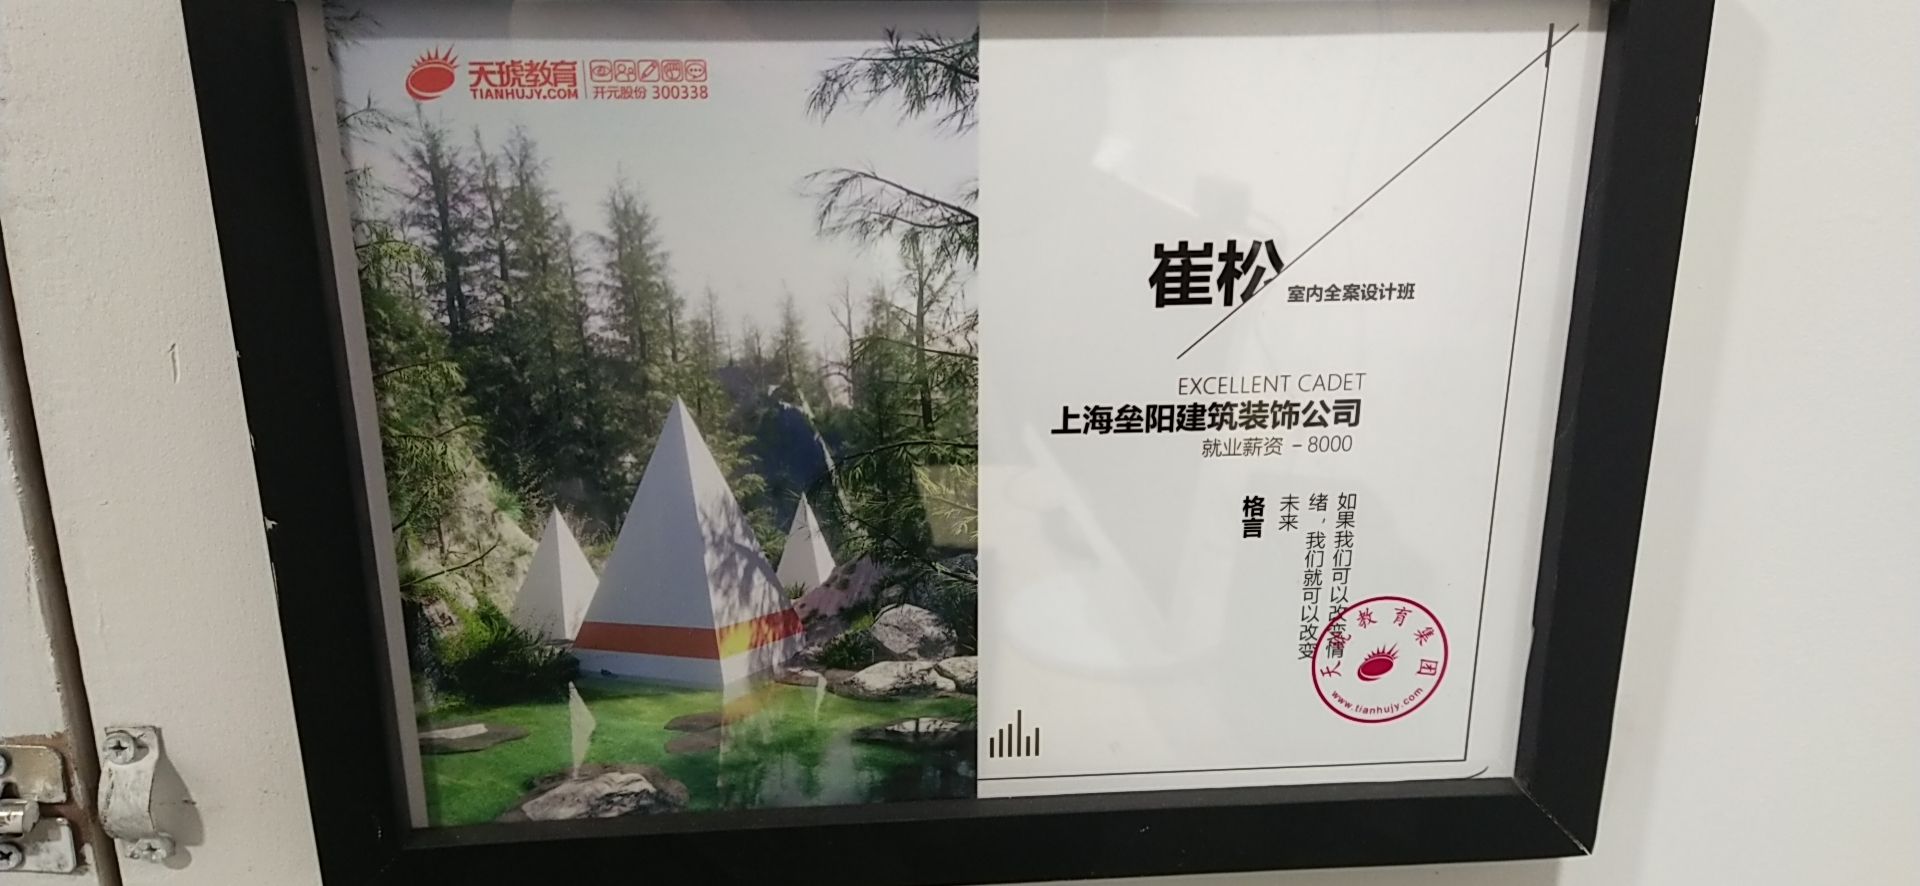 天琥教育
TIANHUJY.COM
开元股份 300338
崔松
室内全案设计班
EXCELLENT CADET
上海垒阳建筑装饰公司
就业薪资 – 8000
如果我们可以改变情
绪，我们就可以改变
未来
格言
天琥教育集团
www.tianhujy.com